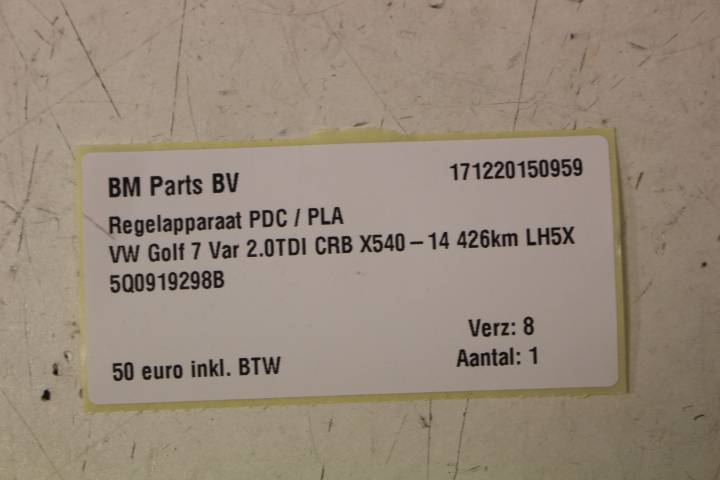 BM Parts BV 171220150959
Regelapparaat PDC / PLA
VW Golf 7 Var 2.0TDI CRB X540 – 14 426km LH5X
5Q0919298B
Verz: 8
50 euro inkl. BTW Aantal: 1